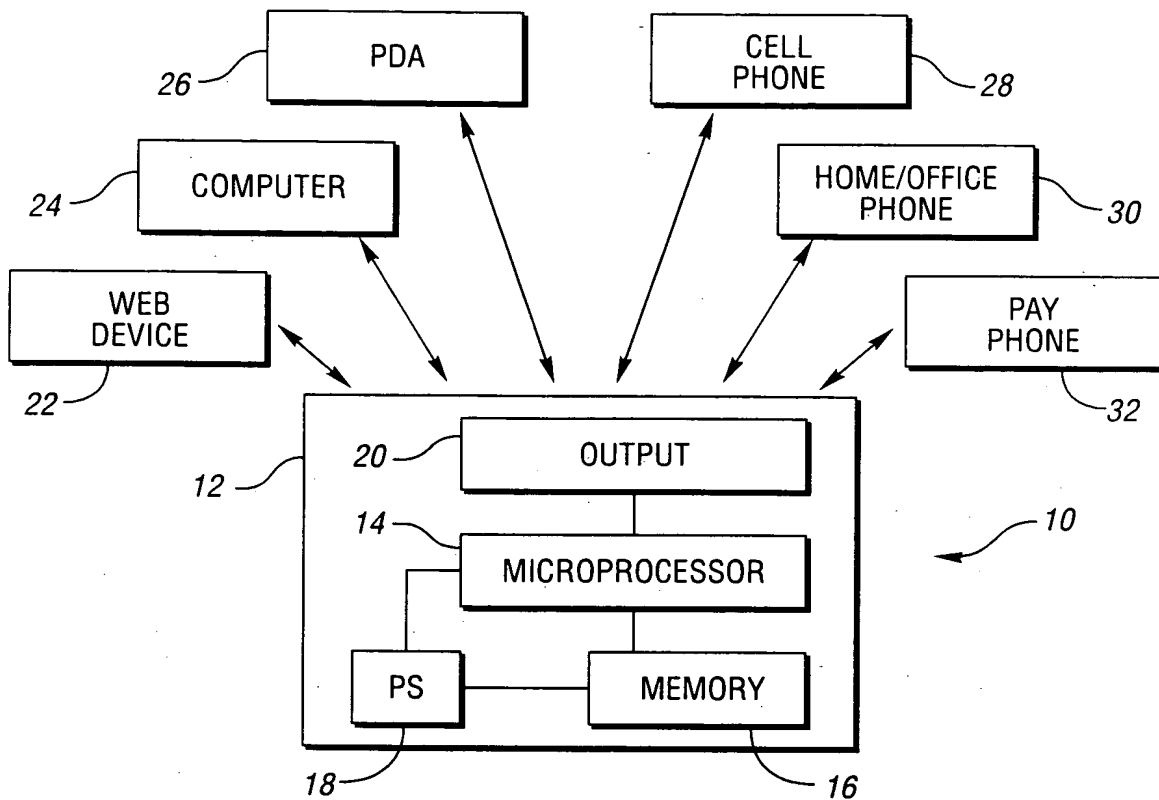 PDA
26
CELL
PHONE
28
COMPUTER
24
HOME/OFFICE
PHONE
30
WEB
DEVICE
22
PAY
PHONE
32
OUTPUT
20
12
14
MICROPROCESSOR
10
PS
18
MEMORY
16